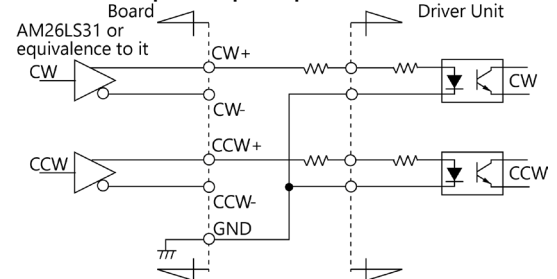 Board
Driver Unit
AM26LS31 or
equivalence to it
CW
CW+
CW
CW-
CCW+
CCW
CCW
CCW-
GND